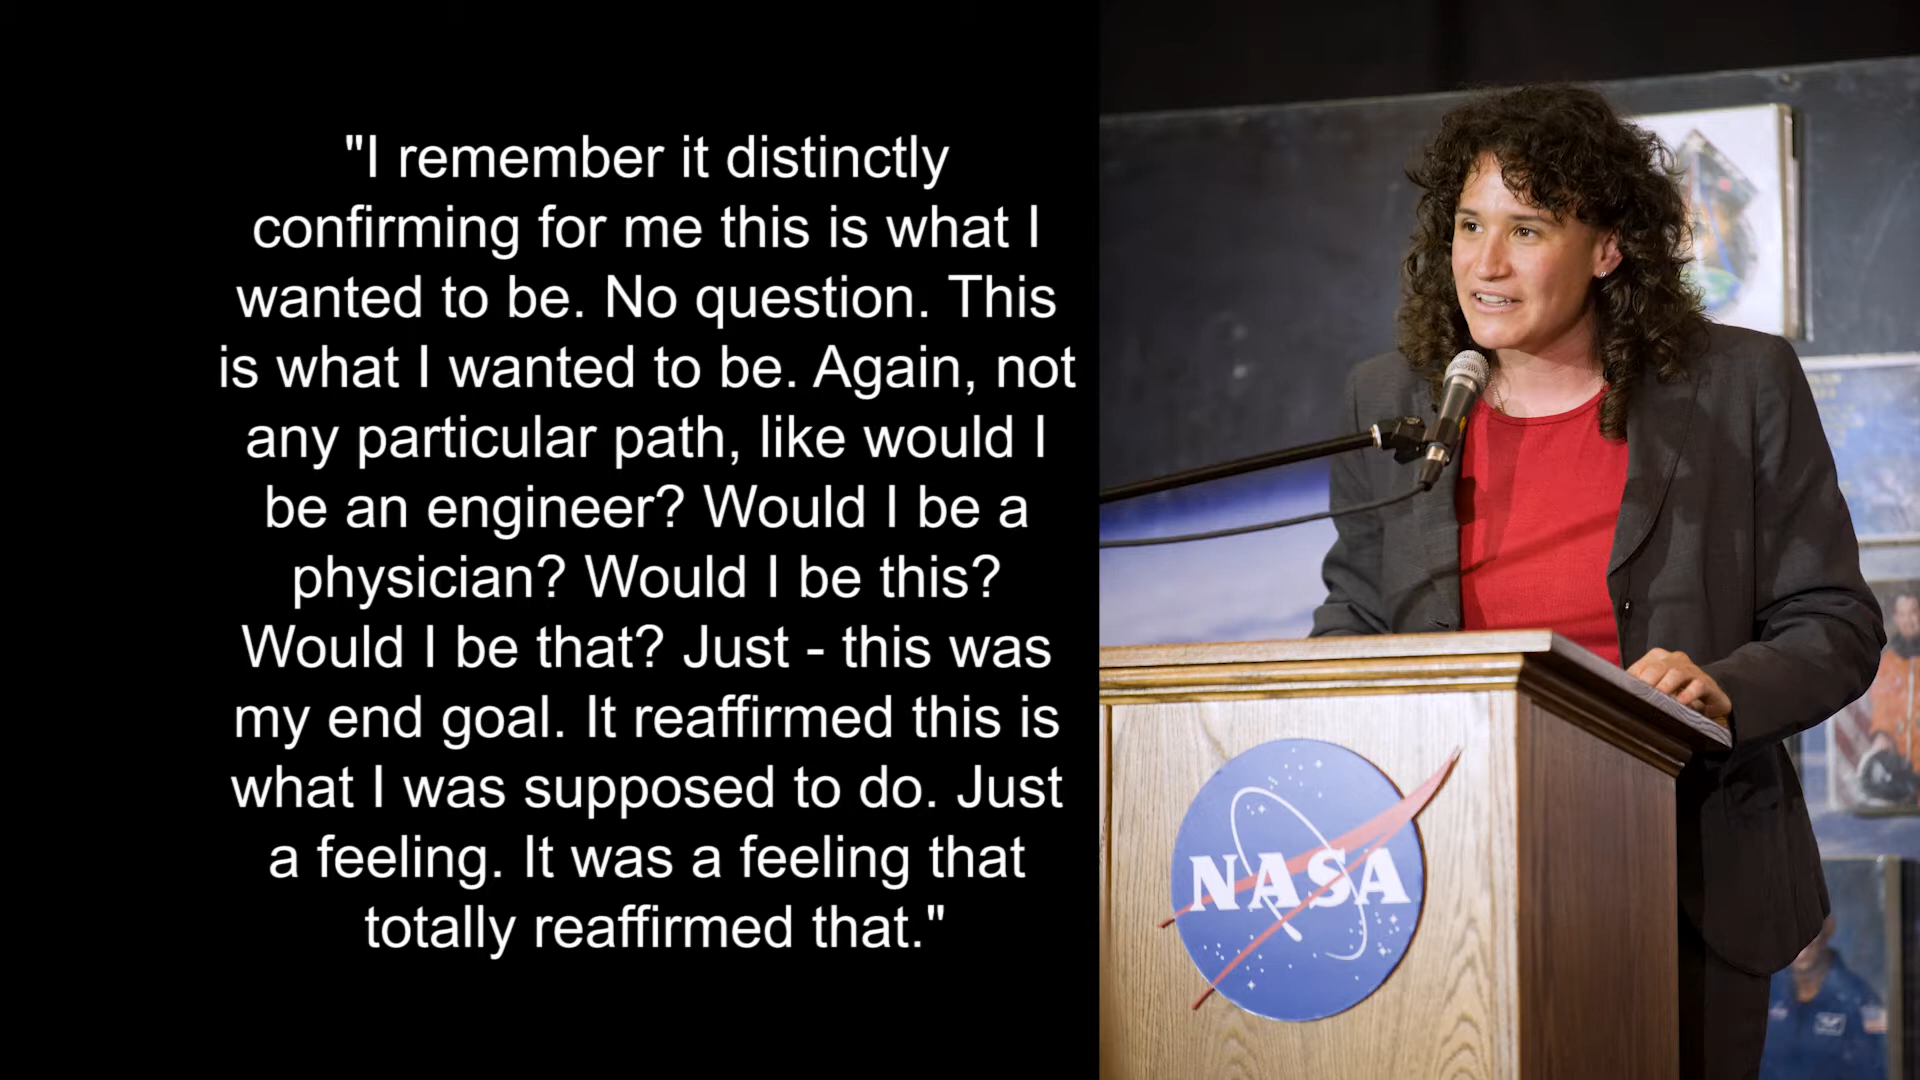 "I remember it distinctly
confirming for me this is what I
wanted to be. No question. This
is what I wanted to be. Again, not
any particular path, like would I
be an engineer? Would I be a
physician? Would I be this?
Would I be that? Just - this was
my end goal. It reaffirmed this is
what I was supposed to do. Just
a feeling. It was a feeling that
totally reaffirmed that."
NASA